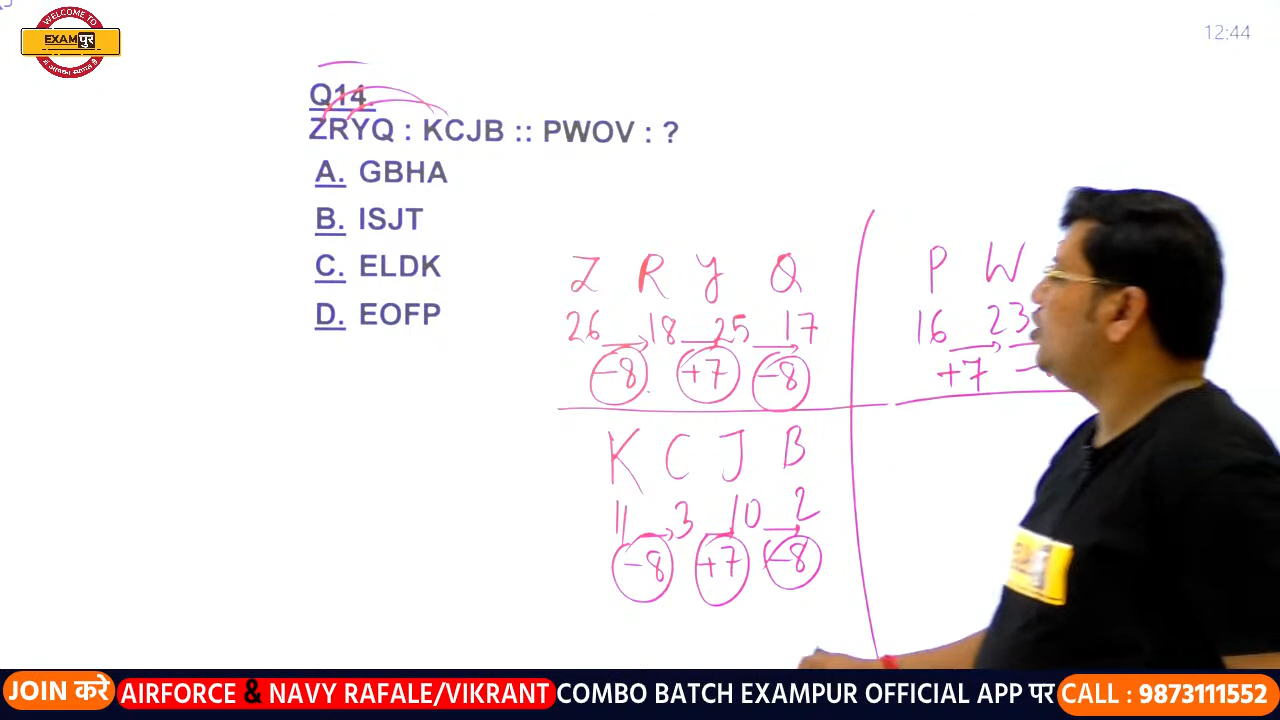 WELCOME TO
EXAMपुर
12:44
Q14.
ZRYQ : KCJB :: PWOV : ?
A. GBHA
B. ISJT
C. ELDK
D. EOFP
Z R Y Q
26 18 25 17
-8 +7 -8
K C J B
11 3 10 2
-8 +7 -8
P W
16 23
+7 -
JOIN करे AIRFORCE & NAVY RAFALE/VIKRANT COMBO BATCH EXAMPUR OFFICIAL APP पर CALL : 9873111552